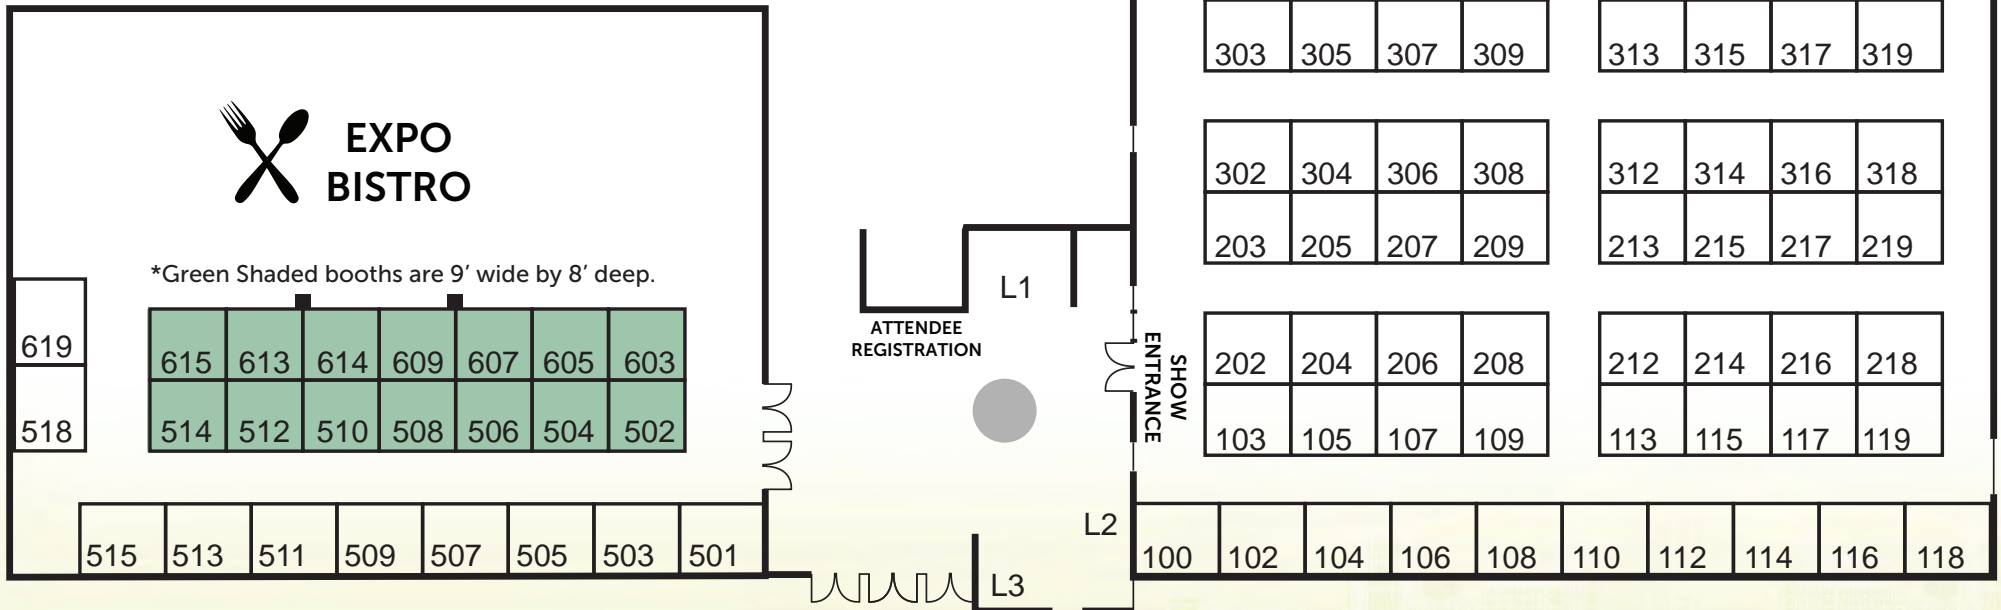 EXPO
BISTRO
*Green Shaded booths are 9’ wide by 8’ deep.
619
518
615 613 614 609 607 605 603
514 512 510 508 506 504 502
515 513 511 509 507 505 503 501
L1
ATTENDEE
REGISTRATION
SHOW
ENTRANCE
L2
L3
303 305 307 309 313 315 317 319
302 304 306 308 312 314 316 318
203 205 207 209 213 215 217 219
202 204 206 208 212 214 216 218
103 105 107 109 113 115 117 119
100 102 104 106 108 110 112 114 116 118